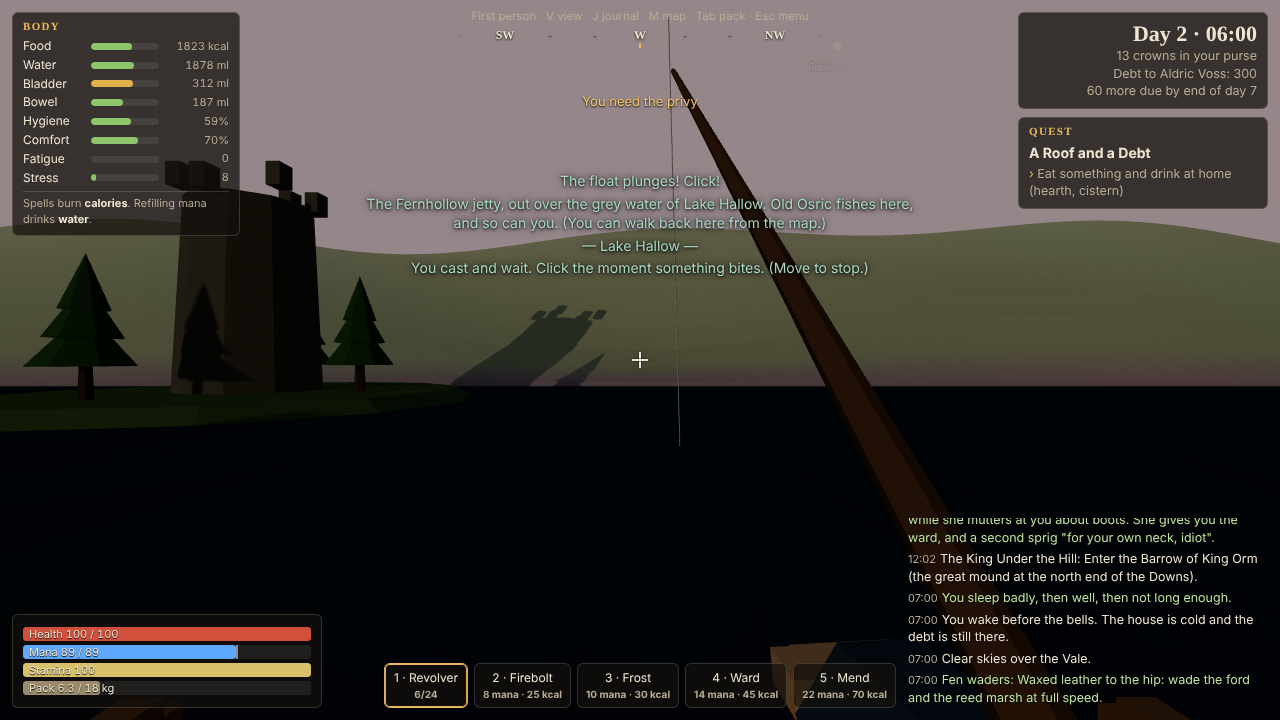 First person · V view · J journal · M map · Tab pack · Esc menu
SW
W
NW
BODY
Food 1823 kcal
Water 1878 ml
Bladder 312 ml
Bowel 187 ml
Hygiene 59%
Comfort 70%
Fatigue 0
Stress 8
Spells burn calories. Refilling mana
drinks water.
Day 2 · 06:00
13 crowns in your purse
Debt to Aldric Voss: 300
60 more due by end of day 7
QUEST
A Roof and a Debt
› Eat something and drink at home
(hearth, cistern)
You need the privy
The float plunges! Click!
The Fernhollow jetty, out over the grey water of Lake Hallow. Old Osric fishes here,
and so can you. (You can walk back here from the map.)
— Lake Hallow —
You cast and wait. Click the moment something bites. (Move to stop.)
while she mutters at you about boots. She gives you the
ward, and a second sprig "for your own neck, idiot".
12:02 The King Under the Hill: Enter the Barrow of King Orm
(the great mound at the north end of the Downs).
07:00 You sleep badly, then well, then not long enough.
07:00 You wake before the bells. The house is cold and the
debt is still there.
07:00 Clear skies over the Vale.
07:00 Fen waders: Waxed leather to the hip: wade the ford
and the reed marsh at full speed.
Health 100 / 100
Mana 89 / 89
Stamina 100
Pack 6.3 / 18 kg
1 · Revolver
6/24
2 · Firebolt
8 mana · 25 kcal
3 · Frost
10 mana · 30 kcal
4 · Ward
14 mana · 45 kcal
5 · Mend
22 mana · 70 kcal